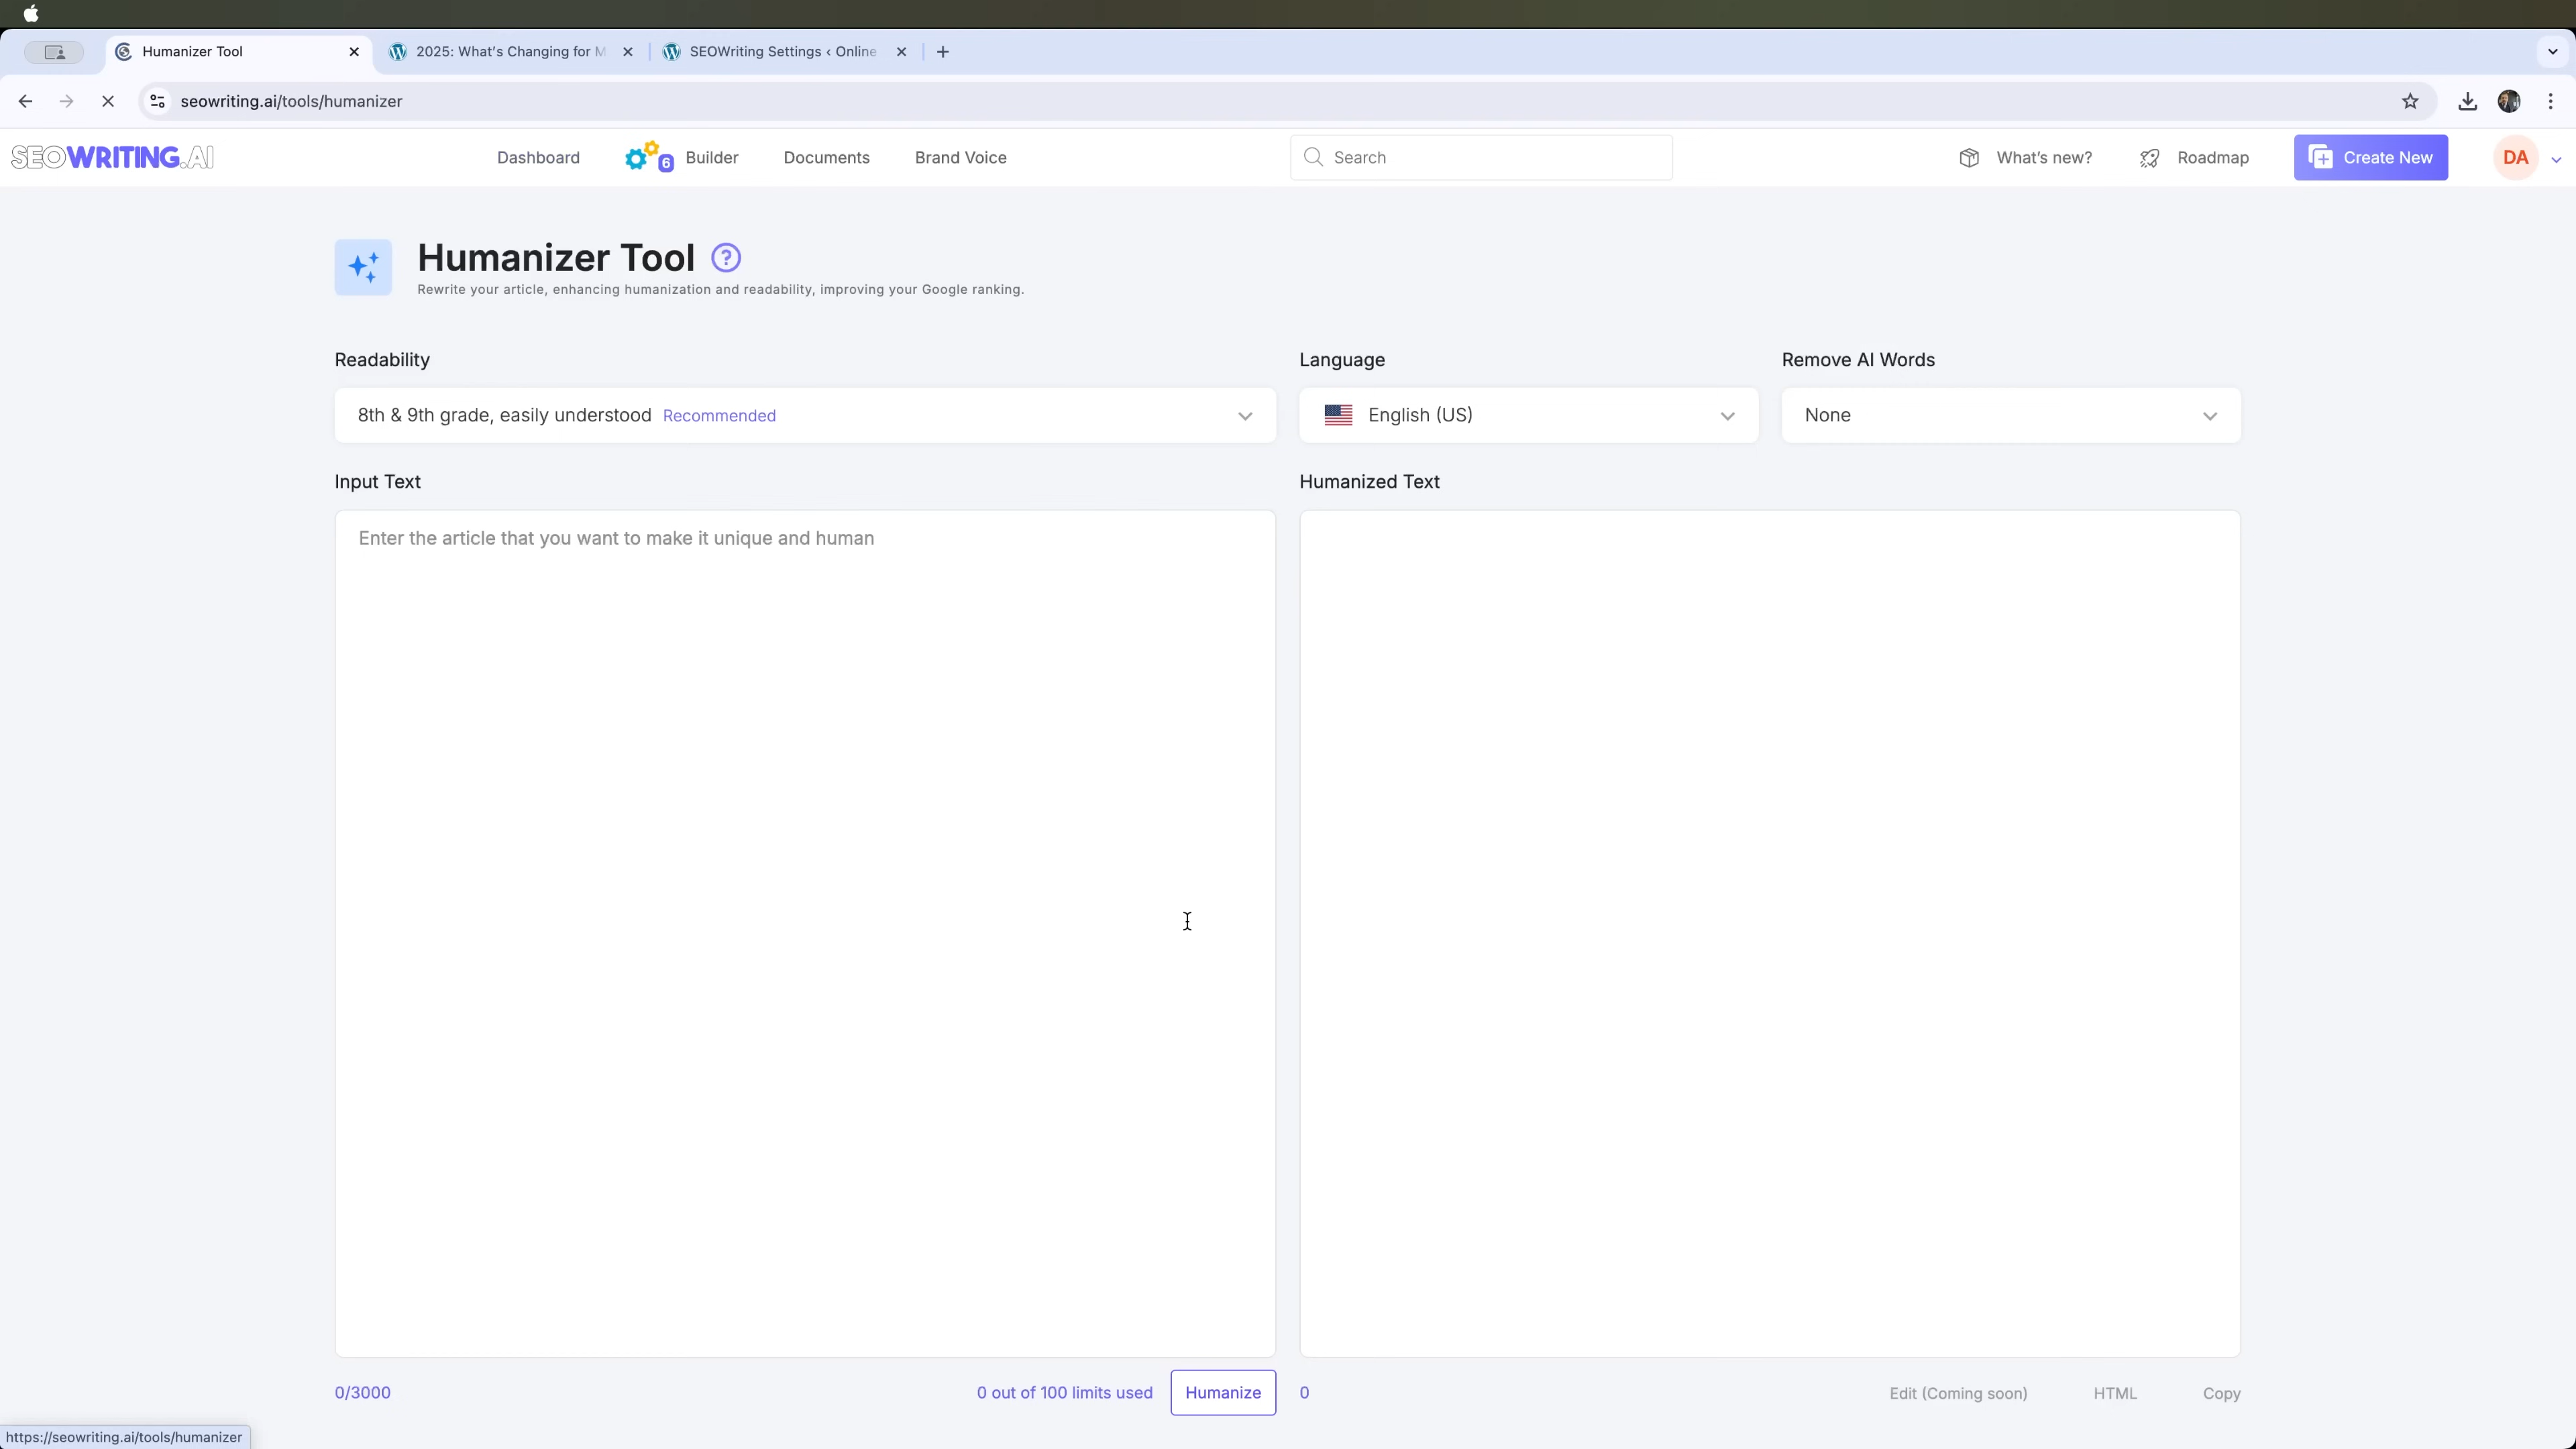 Humanizer Tool
2025: What's Changing for M
SEOWriting Settings ‹ Online
seowriting.ai/tools/humanizer
SEOWRITING.AI
Dashboard
6
Builder
Documents
Brand Voice
Search
What's new?
Roadmap
Create New
DA
Humanizer Tool ?
Rewrite your article, enhancing humanization and readability, improving your Google ranking.
Readability
Language
Remove AI Words
8th & 9th grade, easily understood Recommended
English (US)
None
Input Text
Humanized Text
Enter the article that you want to make it unique and human
0/3000
0 out of 100 limits used
Humanize
0
Edit (Coming soon)
HTML
Copy
https://seowriting.ai/tools/humanizer